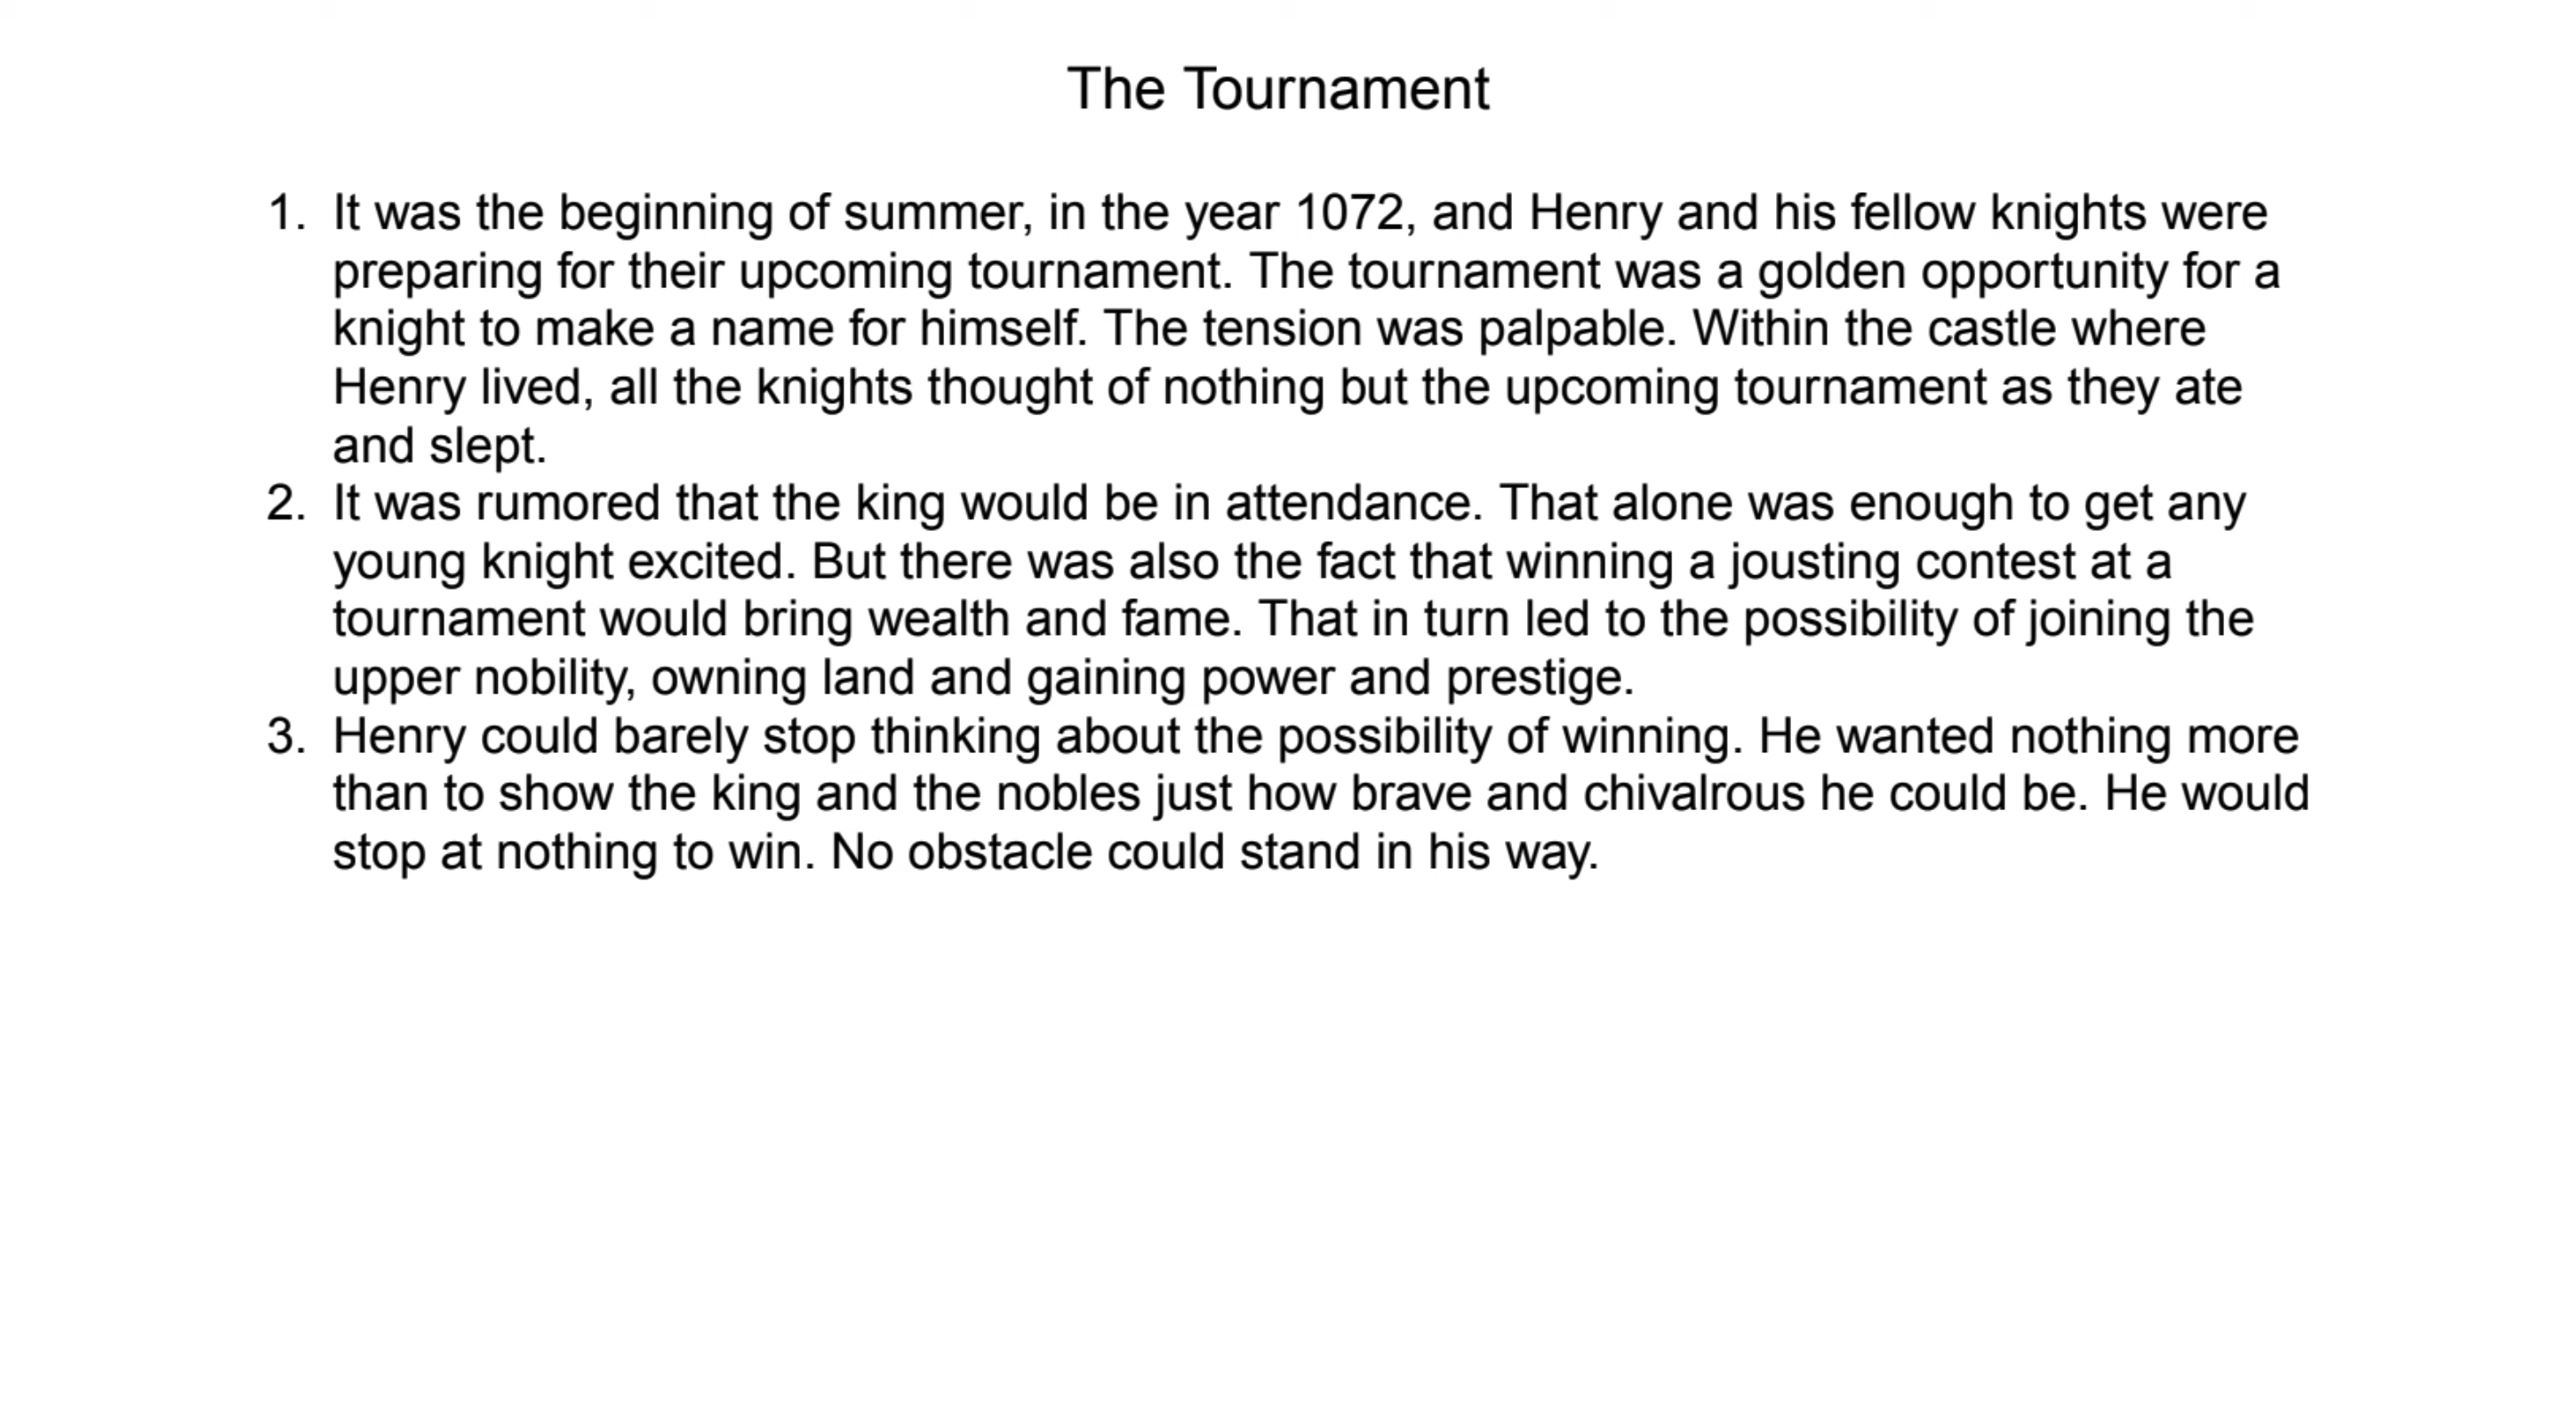 The Tournament
1. It was the beginning of summer, in the year 1072, and Henry and his fellow knights were
preparing for their upcoming tournament. The tournament was a golden opportunity for a
knight to make a name for himself. The tension was palpable. Within the castle where
Henry lived, all the knights thought of nothing but the upcoming tournament as they ate
and slept.
2. It was rumored that the king would be in attendance. That alone was enough to get any
young knight excited. But there was also the fact that winning a jousting contest at a
tournament would bring wealth and fame. That in turn led to the possibility of joining the
upper nobility, owning land and gaining power and prestige.
3. Henry could barely stop thinking about the possibility of winning. He wanted nothing more
than to show the king and the nobles just how brave and chivalrous he could be. He would
stop at nothing to win. No obstacle could stand in his way.